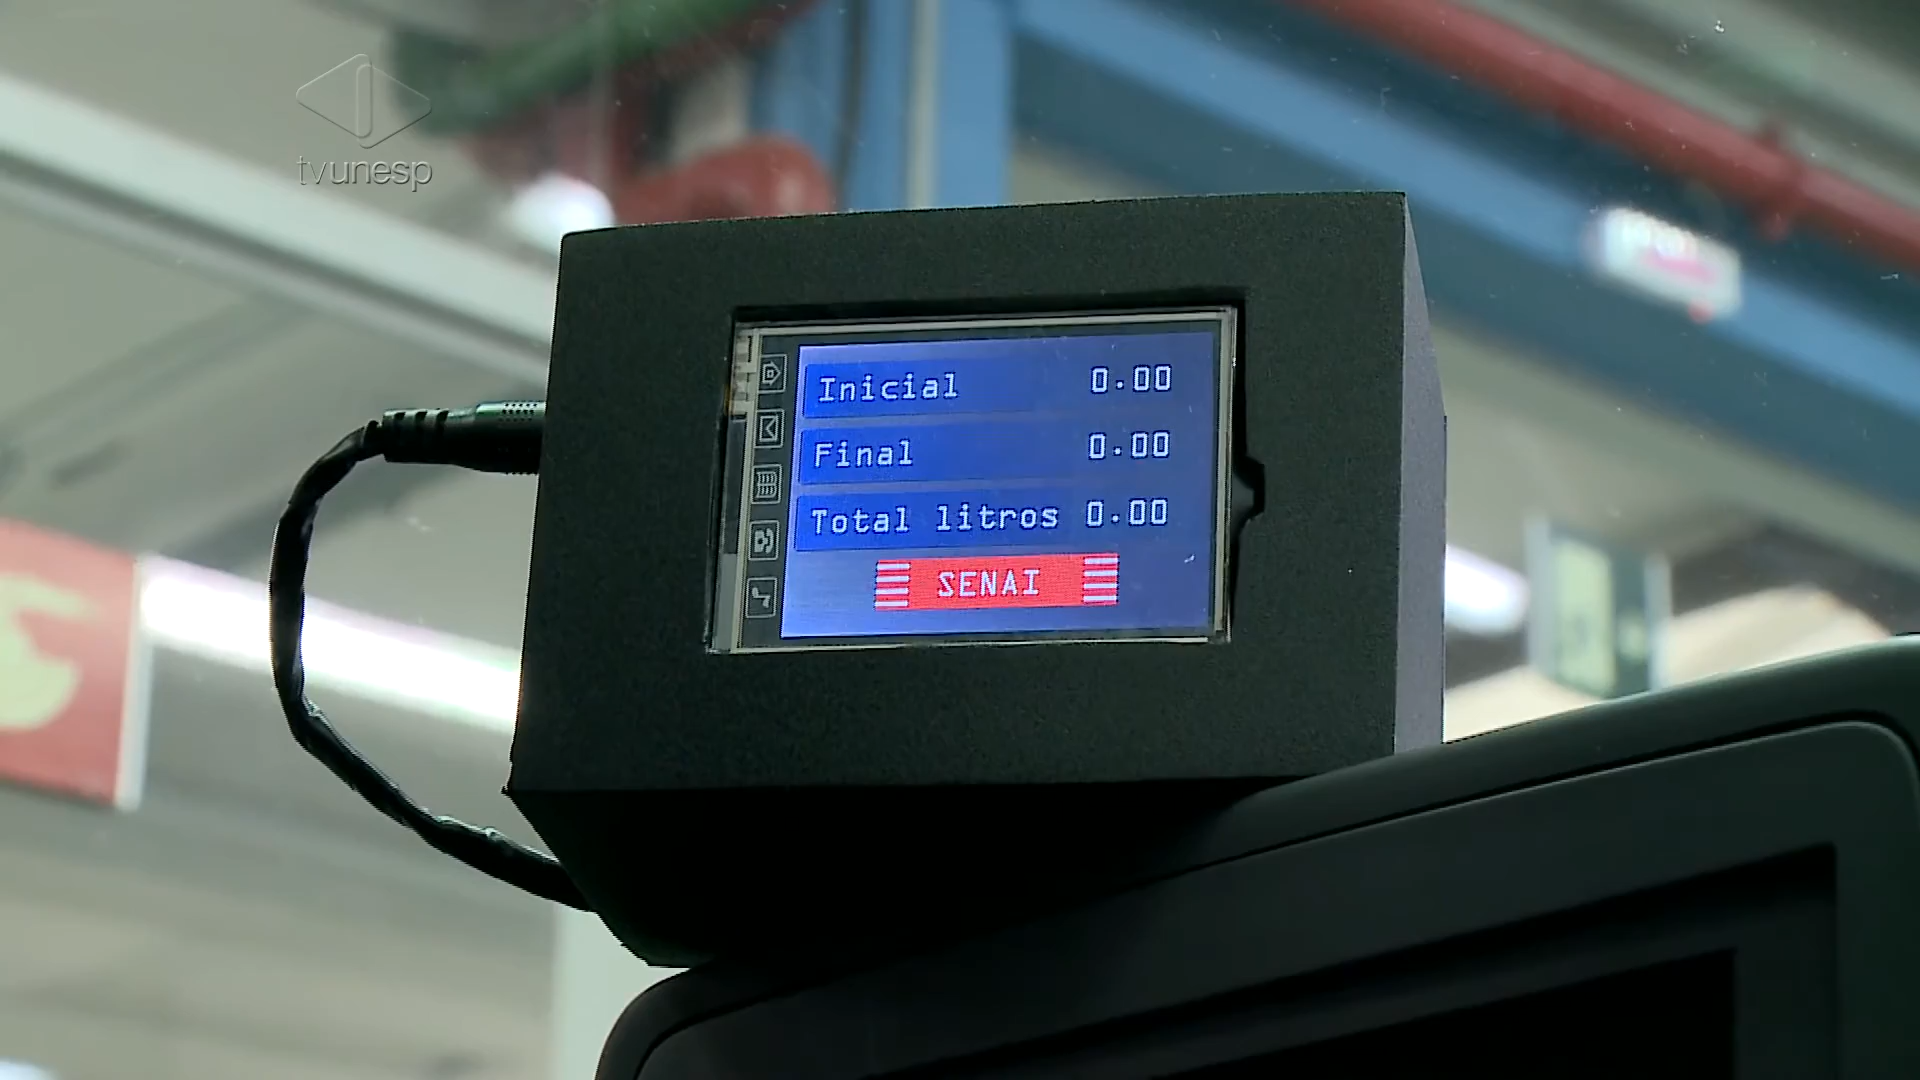 tvunesp
Inicial 0.00
Final 0.00
Total litros 0.00
SENAI